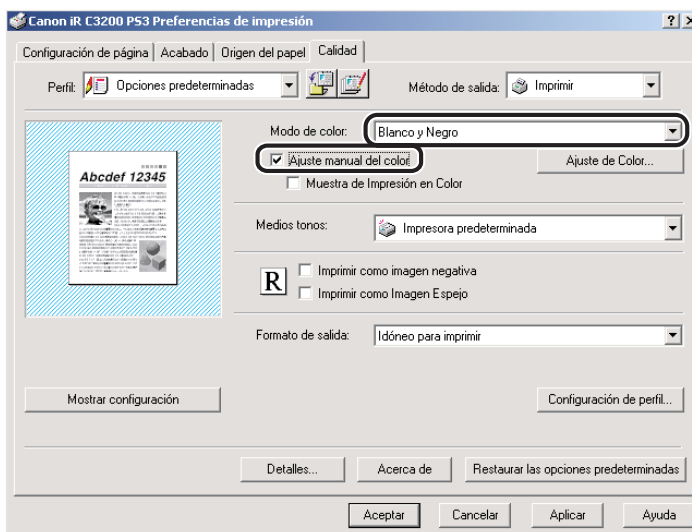 Canon iR C3200 PS3 Preferencias de impresión
Configuración de página Acabado Origen del papel Calidad
Perfil: Opciones predeterminadas Método de salida: Imprimir
Modo de color: Blanco y Negro
Ajuste manual del color Ajuste de Color...
Muestra de Impresión en Color
Abcdef 12345
Medios tonos: Impresora predeterminada
R
Imprimir como imagen negativa
Imprimir como Imagen Espejo
Formato de salida: Idóneo para imprimir
Mostrar configuración Configuración de perfil...
Detalles... Acerca de Restaurar las opciones predeterminadas
Aceptar Cancelar Aplicar Ayuda